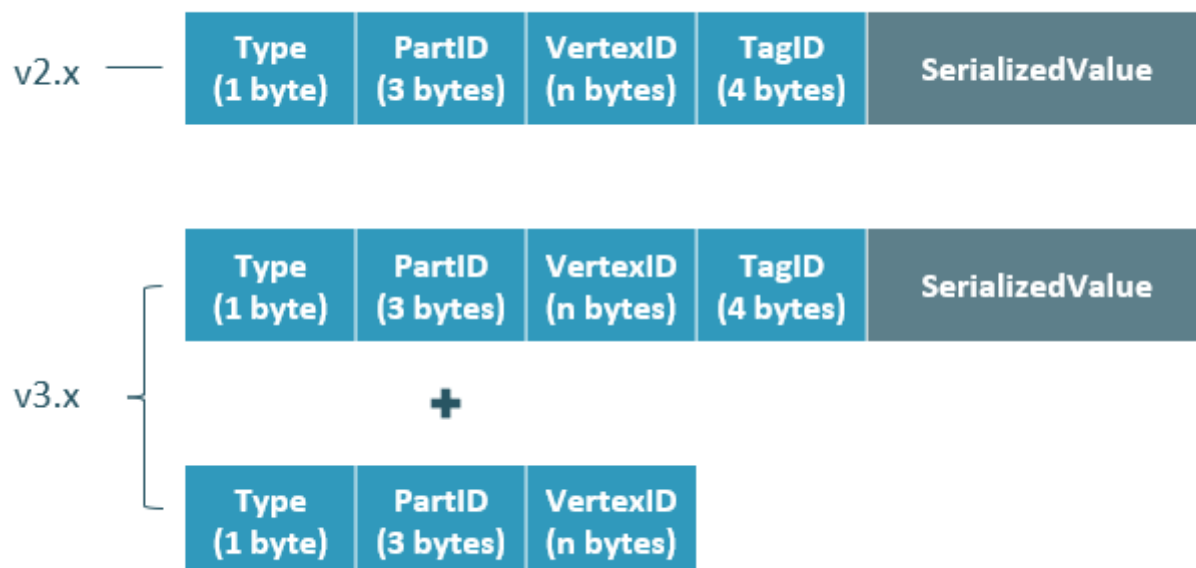 v2.x
Type PartID VertexID TagID SerializedValue
(1 byte) (3 bytes) (n bytes) (4 bytes)
v3.x
Type PartID VertexID TagID SerializedValue
(1 byte) (3 bytes) (n bytes) (4 bytes)
+
Type PartID VertexID
(1 byte) (3 bytes) (n bytes)